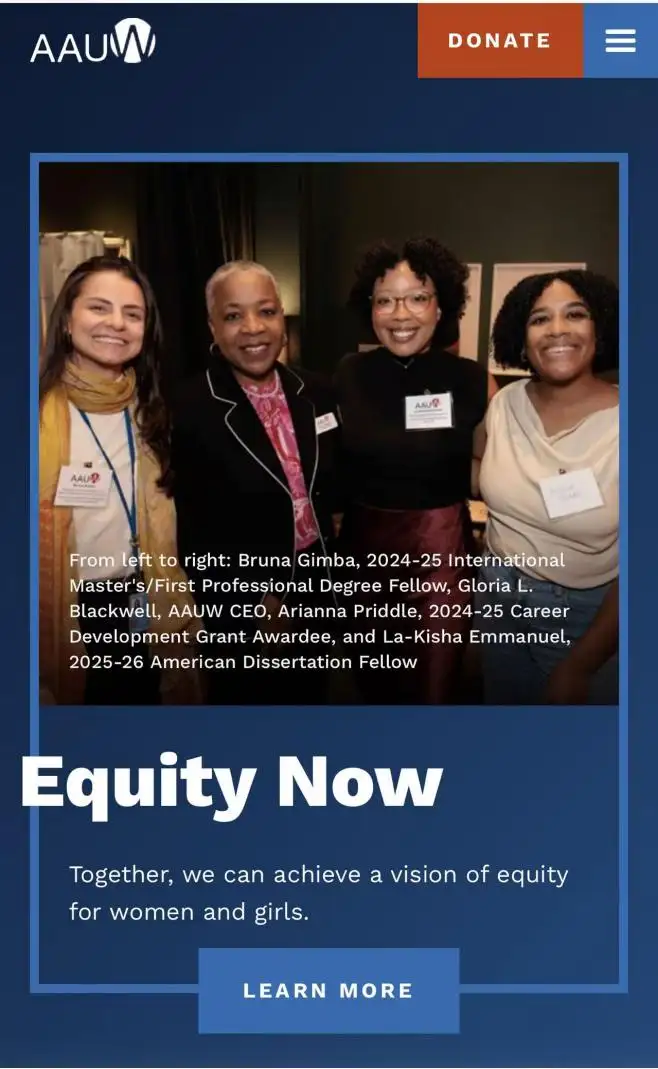 AAUW
DONATE
AAUW
AAUW
From left to right: Bruna Gimba, 2024-25 International
Master's/First Professional Degree Fellow, Gloria L.
Blackwell, AAUW CEO, Arianna Priddle, 2024-25 Career
Development Grant Awardee, and La-Kisha Emmanuel,
2025-26 American Dissertation Fellow
Equity Now
Together, we can achieve a vision of equity
for women and girls.
LEARN MORE